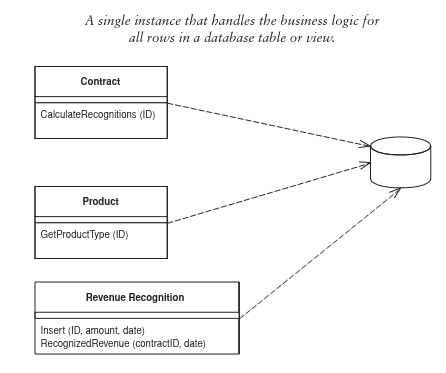 A single instance that handles the business logic for
all rows in a database table or view.
Contract
CalculateRecognitions (ID)
Product
GetProductType (ID)
Revenue Recognition
Insert (ID, amount, date)
RecognizedRevenue (contractID, date)